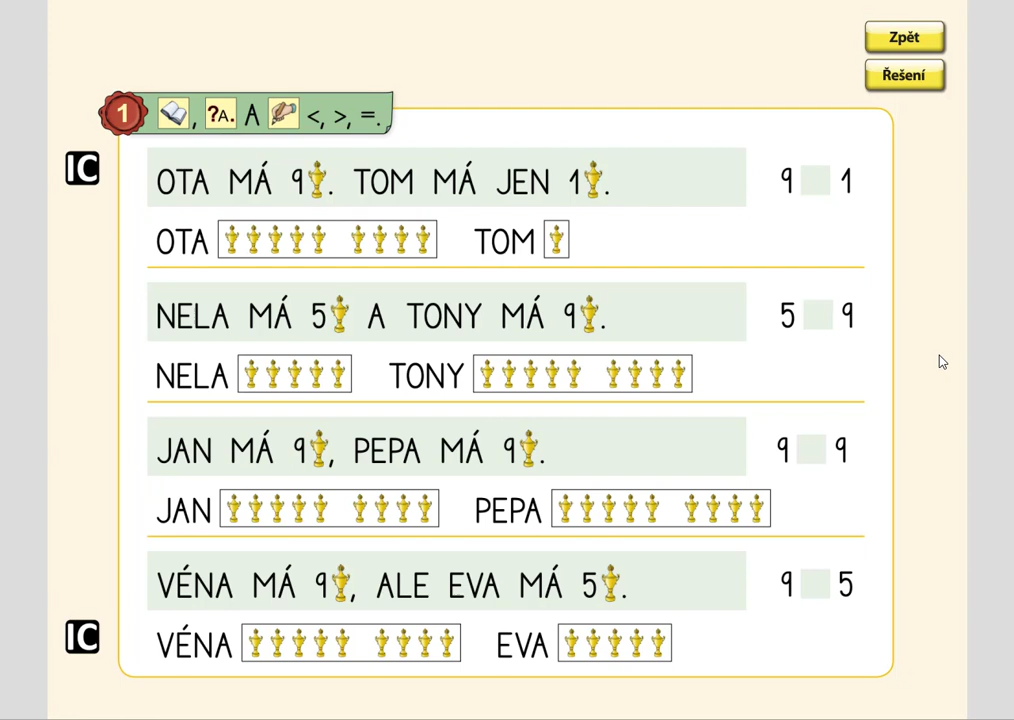 Zpět
Řešení
1 , ?A. A <, >, =.
IC
OTA MÁ 9. TOM MÁ JEN 1. 9 1
OTA TOM
NELA MÁ 5 A TONY MÁ 9. 5 9
NELA TONY
JAN MÁ 9, PEPA MÁ 9. 9 9
JAN PEPA
VÉNA MÁ 9, ALE EVA MÁ 5. 9 5
IC
VÉNA EVA